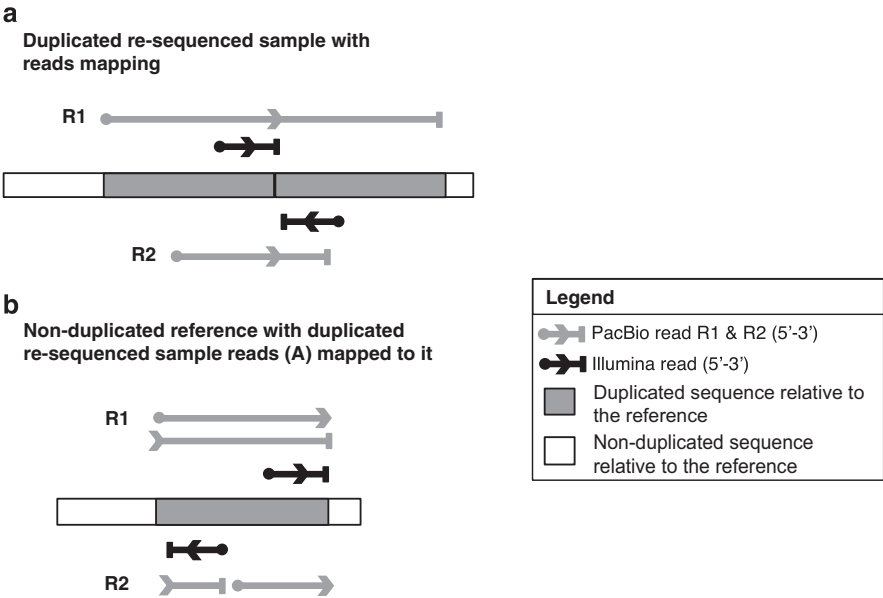 a
Duplicated re-sequenced sample with
reads mapping
R1
R2
b
Non-duplicated reference with duplicated
re-sequenced sample reads (A) mapped to it
R1
R2
Legend
PacBio read R1 & R2 (5'-3')
Illumina read (5'-3')
Duplicated sequence relative to
the reference
Non-duplicated sequence
relative to the reference